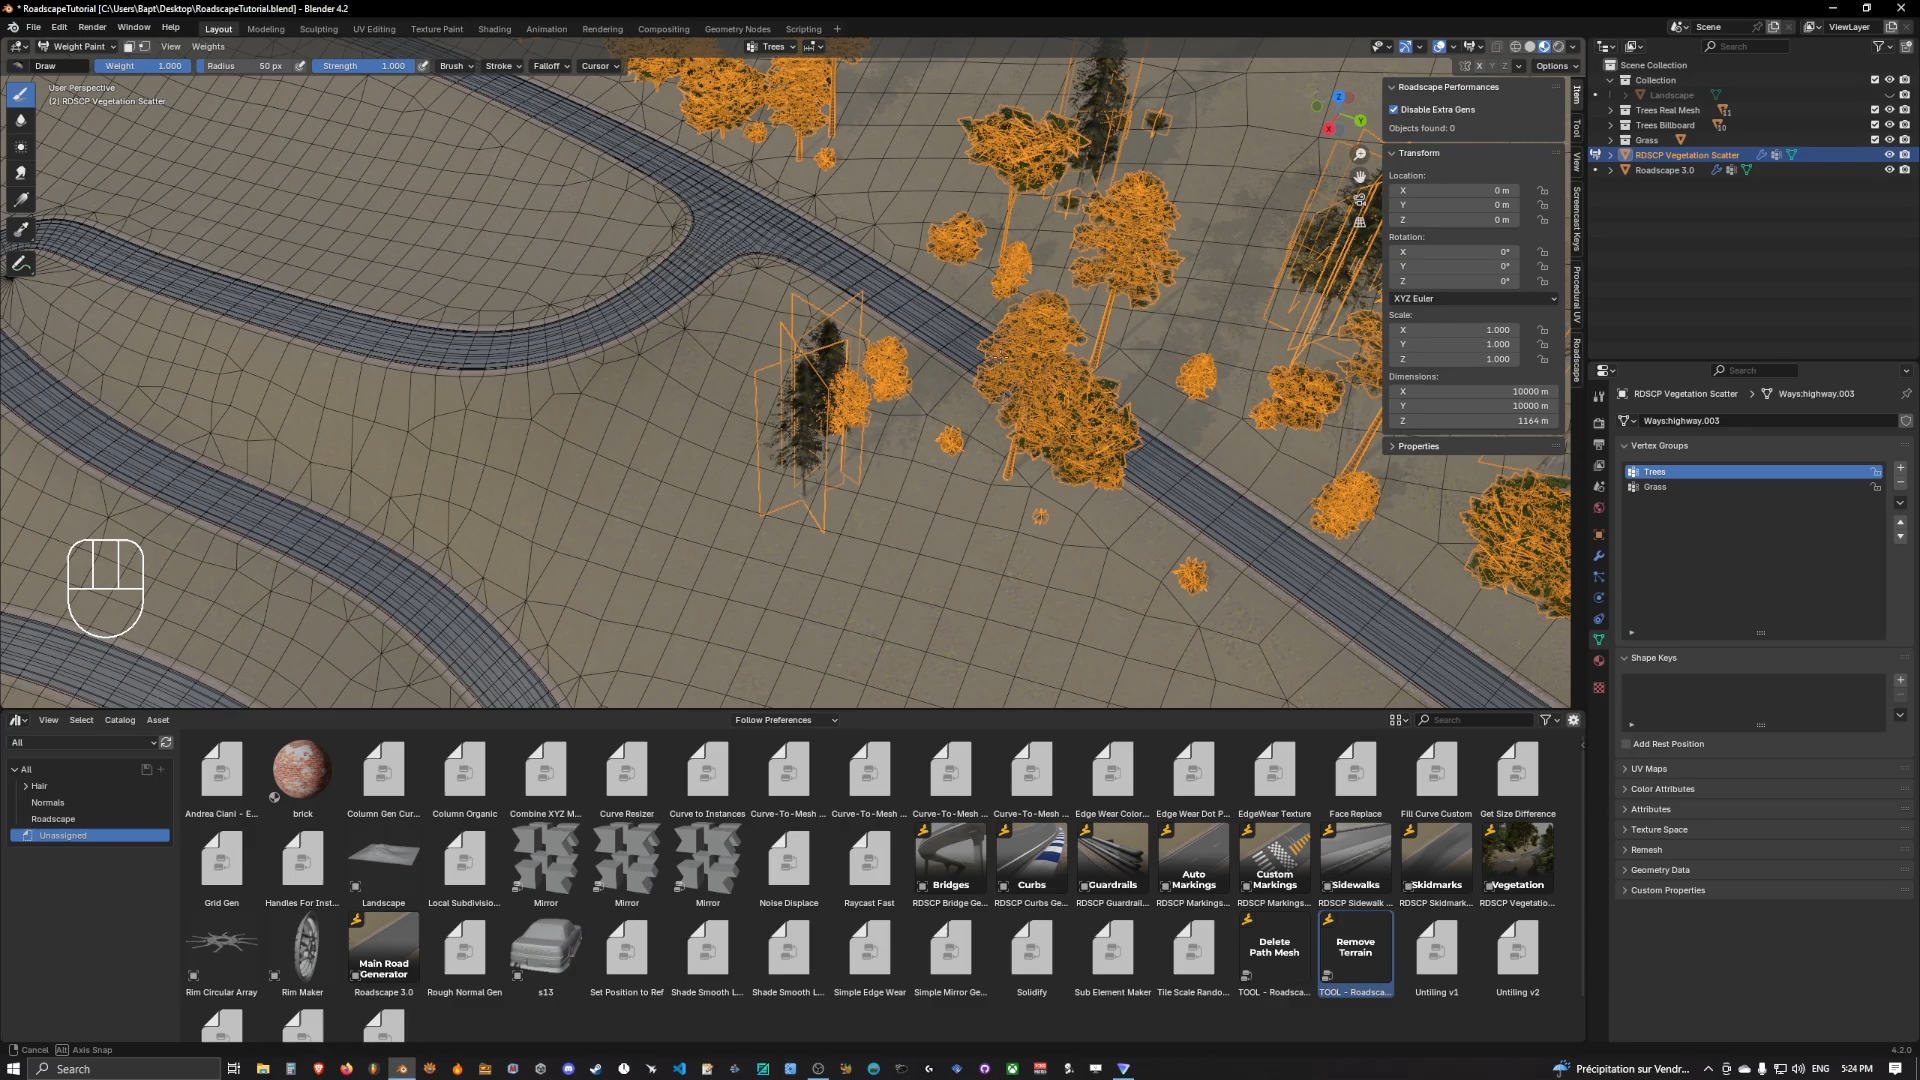 * RoadscapeTutorial [C:\Users\Bapt\Desktop\RoadscapeTutorial.blend] - Blender 4.2
File Edit Render Window Help Layout Modeling Sculpting UV Editing Texture Paint Shading Animation Rendering Compositing Geometry Nodes Scripting + Scene ViewLayer
Weight Paint View Weights Trees Search
Draw Weight 1.000 Radius 50 px Strength 1.000 Brush Stroke Falloff Cursor X Y Z Options
User Perspective
(2) RDSCP Vegetation Scatter
Z
Y
X
Roadscape Performances
Disable Extra Gens
Objects found: 0
Transform
Location:
X 0 m
Y 0 m
Z 0 m
Rotation:
X 0°
Y 0°
Z 0°
XYZ Euler
Scale:
X 1.000
Y 1.000
Z 1.000
Dimensions:
X 10000 m
Y 10000 m
Z 1164 m
Properties
Item
Tool
View
Screencast Keys
Procedural UV
Roadscape
Scene Collection
Collection
Landscape
Trees Real Mesh 11
Trees Billboard 10
Grass
RDSCP Vegetation Scatter
Roadscape 3.0
Search
RDSCP Vegetation Scatter Ways:highway.003
Ways:highway.003
Vertex Groups
Trees
Grass
Shape Keys
Add Rest Position
UV Maps
Color Attributes
Attributes
Texture Space
Remesh
Geometry Data
Custom Properties
View Select Catalog Asset Follow Preferences Search
All
All
Hair
Normals
Roadscape
Unassigned
Andrea Ciani - E... brick Column Gen Cur... Column Organic Combine XYZ M... Curve Resizer Curve to Instances Curve-To-Mesh ... Curve-To-Mesh ... Curve-To-Mesh ... Curve-To-Mesh ... Edge Wear Color... Edge Wear Dot P... EdgeWear Texture Face Replace Fill Curve Custom Get Size Difference
Bridges Curbs Guardrails Auto Markings Custom Markings Sidewalks Skidmarks Vegetation
Grid Gen Handles For Inst... Landscape Local Subdivisio... Mirror Mirror Mirror Noise Displace Raycast Fast RDSCP Bridge Ge... RDSCP Curbs Ge... RDSCP Guardrail... RDSCP Markings... RDSCP Markings... RDSCP Sidewalk ... RDSCP Skidmark... RDSCP Vegetatio...
Main Road Generator Delete Path Mesh Remove Terrain
Rim Circular Array Rim Maker Roadscape 3.0 Rough Normal Gen s13 Set Position to Ref Shade Smooth L... Shade Smooth L... Simple Edge Wear Simple Mirror Ge... Solidify Sub Element Maker Tile Scale Rando... TOOL - Roadsca... TOOL - Roadsca... Untiling v1 Untiling v2
Cancel Alt Axis Snap 4.2.0
Search Précipitation sur Vendr... ENG 5:24 PM